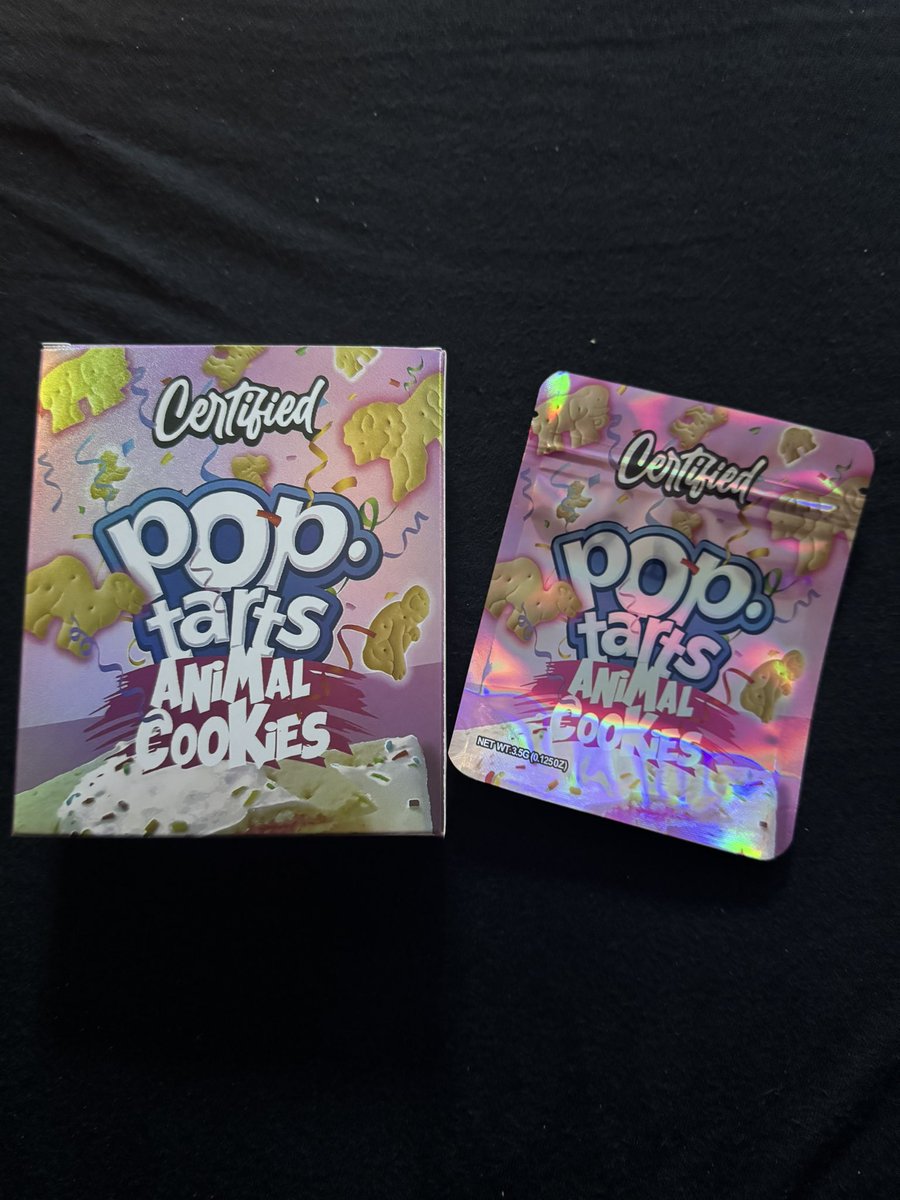 Certified
pop.
tarts
ANIMAL
COOKIES
Certified
pop.
tarts
ANIMAL
COOKIES
NET WT:3.5G (0.125OZ)